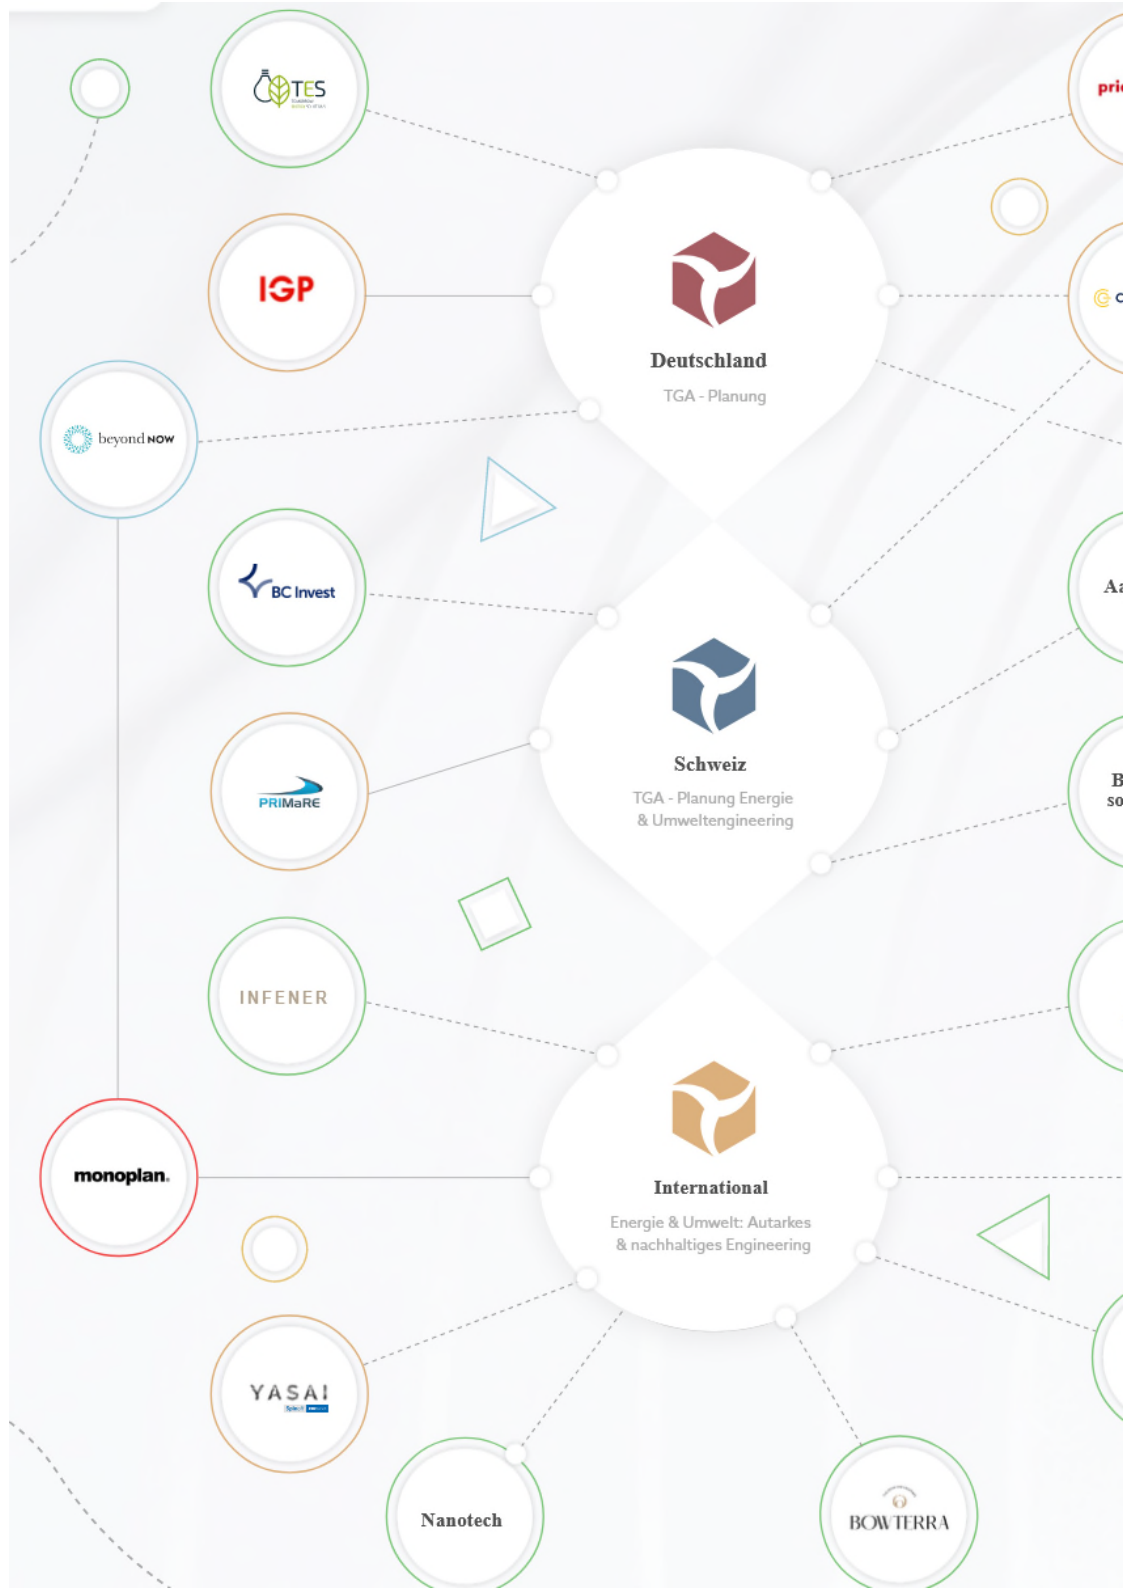 TES
IGP
Deutschland
TGA - Planung
beyond NOW
BC Invest
Schweiz
TGA - Planung Energie
& Umweltengineering
PRiMaRE
INFENER
International
Energie & Umwelt: Autarkes
& nachhaltiges Engineering
monoplan.
YASAI
Nanotech
BOWTERRA